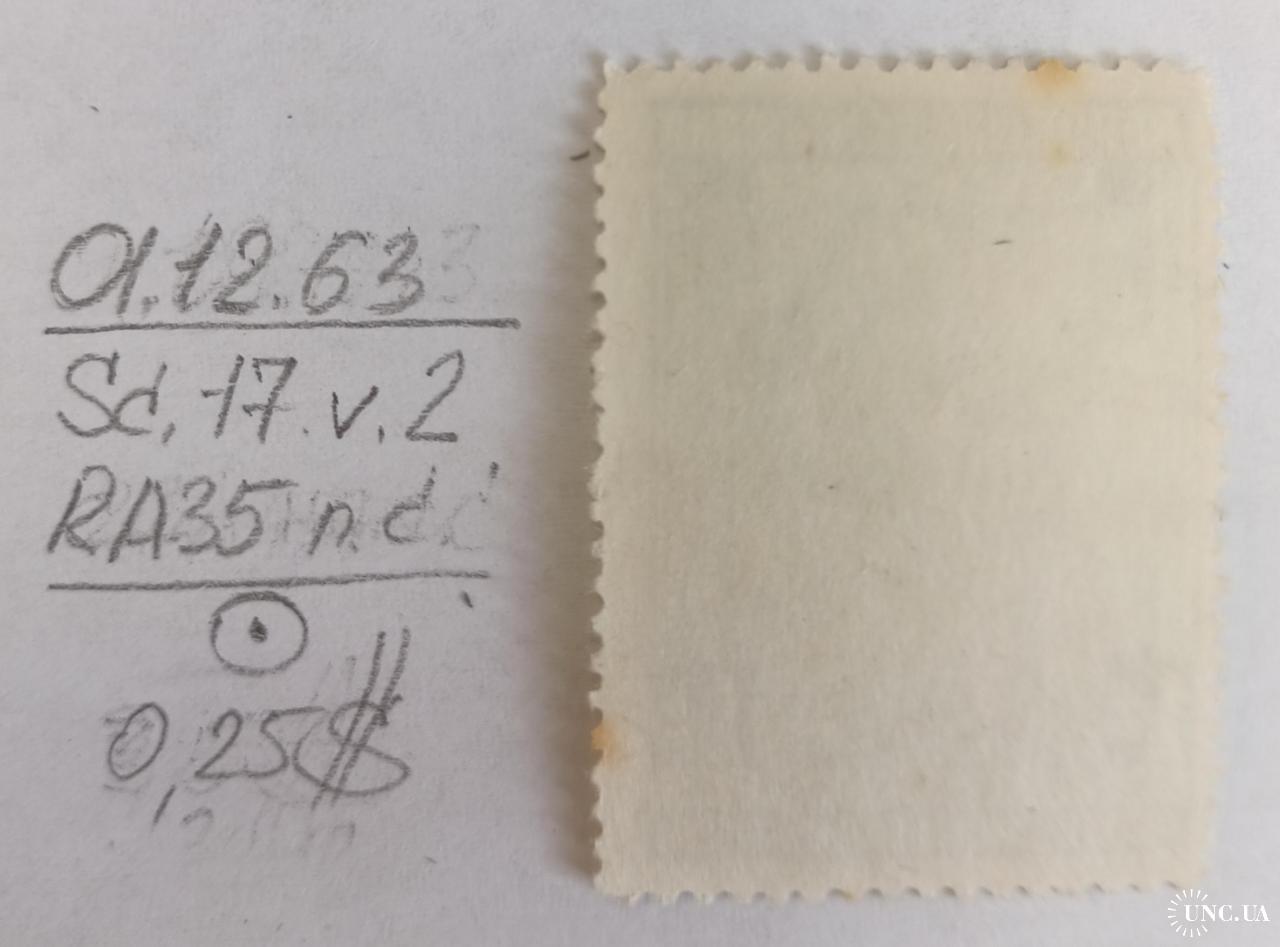 01.12.63
Sc. 17. v. 2
RA35 n. d.
0,25$
UNC.UA